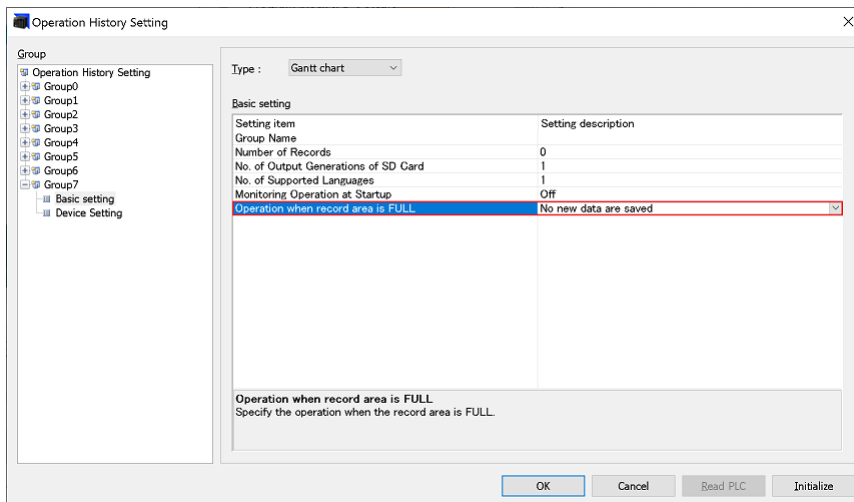 Operation History Setting
Group
Operation History Setting
Group0
Group1
Group2
Group3
Group4
Group5
Group6
Group7
Basic setting
Device Setting
Type : Gantt chart
Basic setting
Setting item Setting description
Group Name
Number of Records 0
No. of Output Generations of SD Card 1
No. of Supported Languages 1
Monitoring Operation at Startup Off
Operation when record area is FULL No new data are saved
Operation when record area is FULL
Specify the operation when the record area is FULL.
OK Cancel Read PLC Initialize